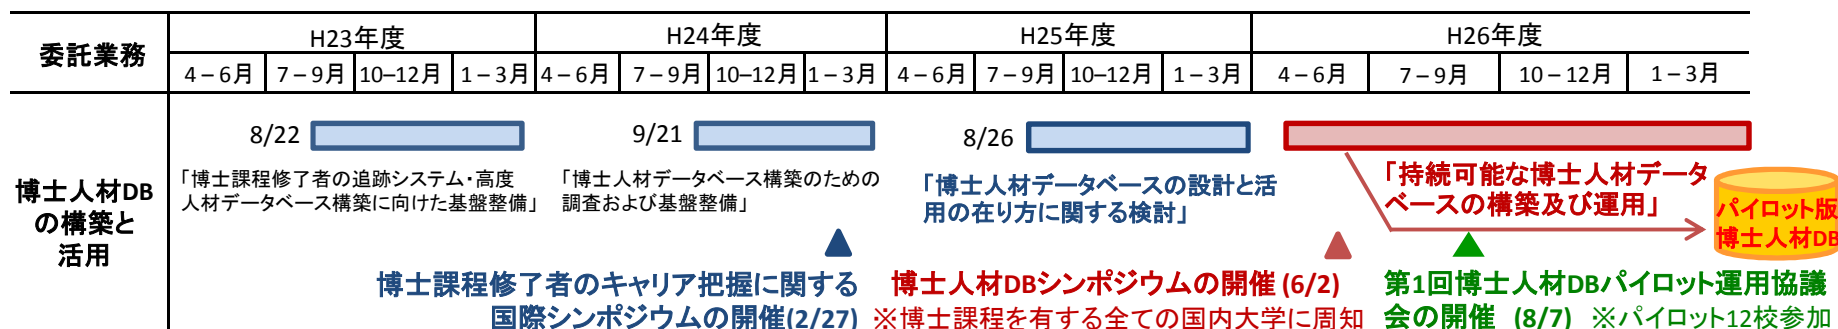 委託業務
H23年度
H24年度
H25年度
H26年度
4 – 6月
7 – 9月
10–12月
1 – 3月
4 – 6月
7 – 9月
10–12月
1 – 3月
4 – 6月
7 – 9月
10–12月
1 – 3月
4 – 6月
7 – 9月
10 – 12月
1 – 3月
博士人材DB
の構築と
活用
8/22
「博士課程修了者の追跡システム・高度
人材データベース構築に向けた基盤整備」
9/21
「博士人材データベース構築のための
調査および基盤整備」
8/26
「博士人材データベースの設計と活
用の在り方に関する検討」
「持続可能な博士人材データ
ベースの構築及び運用」
パイロット版
博士人材DB
博士課程修了者のキャリア把握に関する
国際シンポジウムの開催(2/27)
博士人材DBシンポジウムの開催 (6/2)
※博士課程を有する全ての国内大学に周知
第1回博士人材DBパイロット運用協議
会の開催 (8/7) ※パイロット12校参加